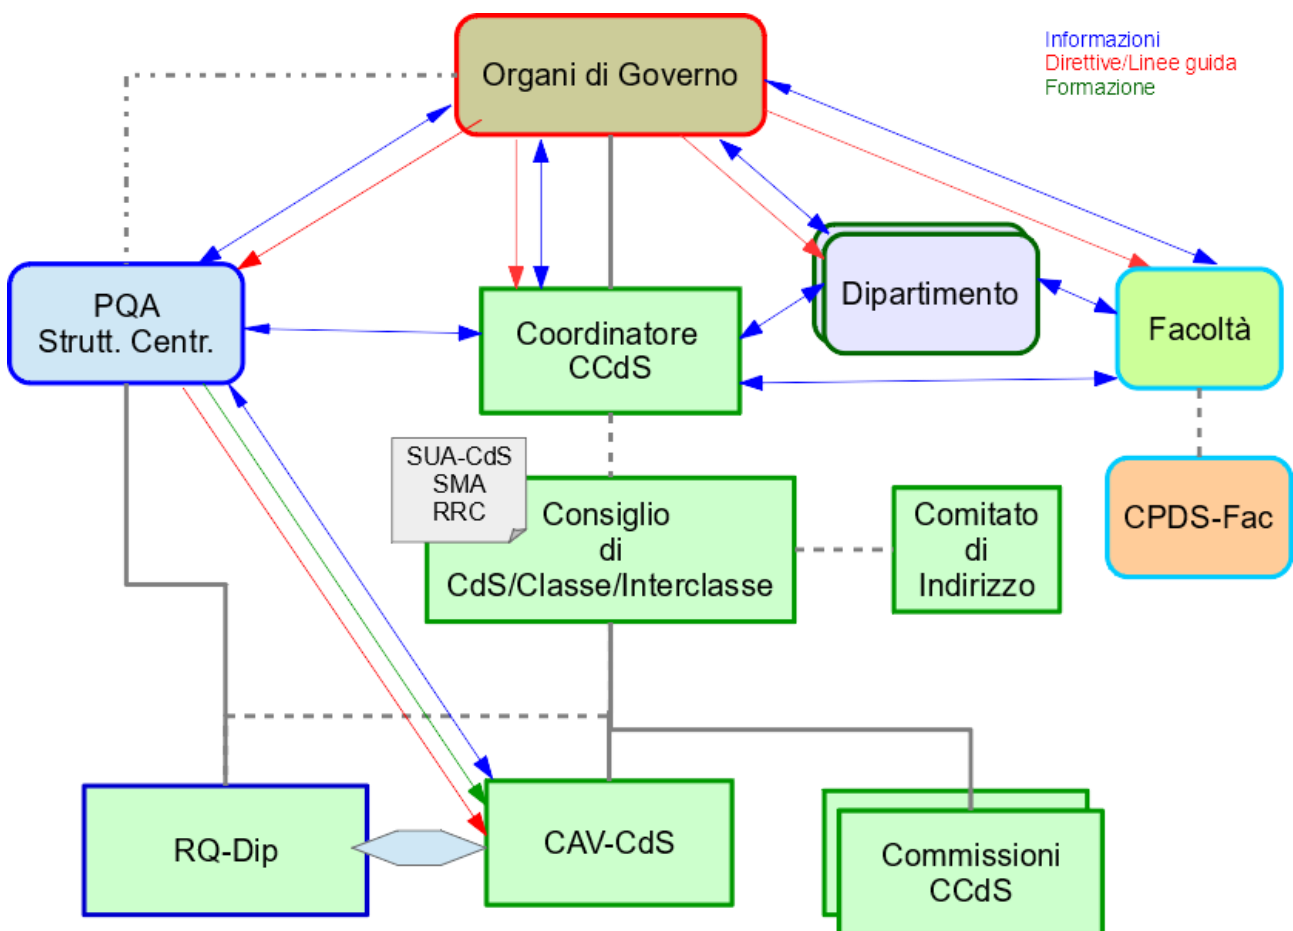 Organi di Governo
Informazioni
Direttive/Linee guida
Formazione
PQA
Strutt. Centr.
Coordinatore
CCdS
Dipartimento
Facoltà
SUA-CdS
SMA
RRC
Consiglio
di
CdS/Classe/Interclasse
Comitato
di
Indirizzo
CPDS-Fac
RQ-Dip
CAV-CdS
Commissioni
CCdS